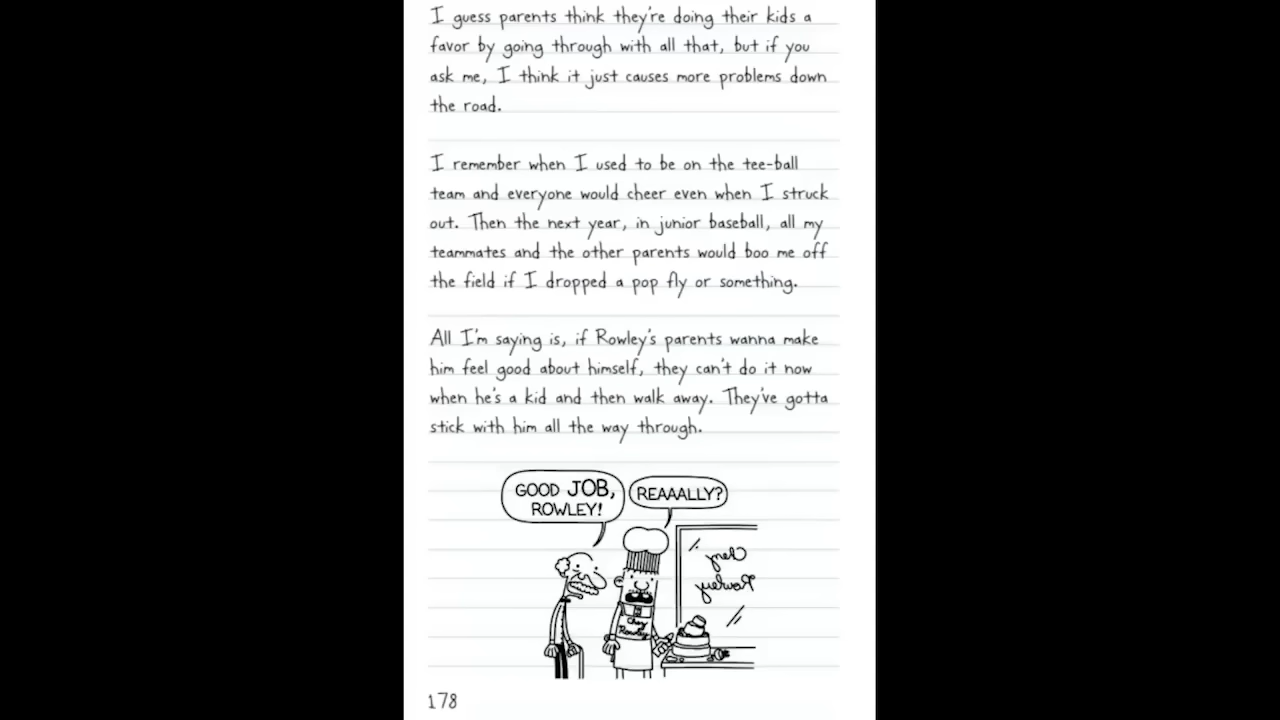 I guess parents think they're doing their kids a
favor by going through with all that, but if you
ask me, I think it just causes more problems down
the road.
I remember when I used to be on the tee-ball
team and everyone would cheer even when I struck
out. Then the next year, in junior baseball, all my
teammates and the other parents would boo me off
the field if I dropped a pop fly or something.
All I'm saying is, if Rowley's parents wanna make
him feel good about himself, they can't do it now
when he's a kid and then walk away. They've gotta
stick with him all the way through.
GOOD JOB,
ROWLEY!
REAAALLY?
Chez
Rowley
Chez
Rowley
178